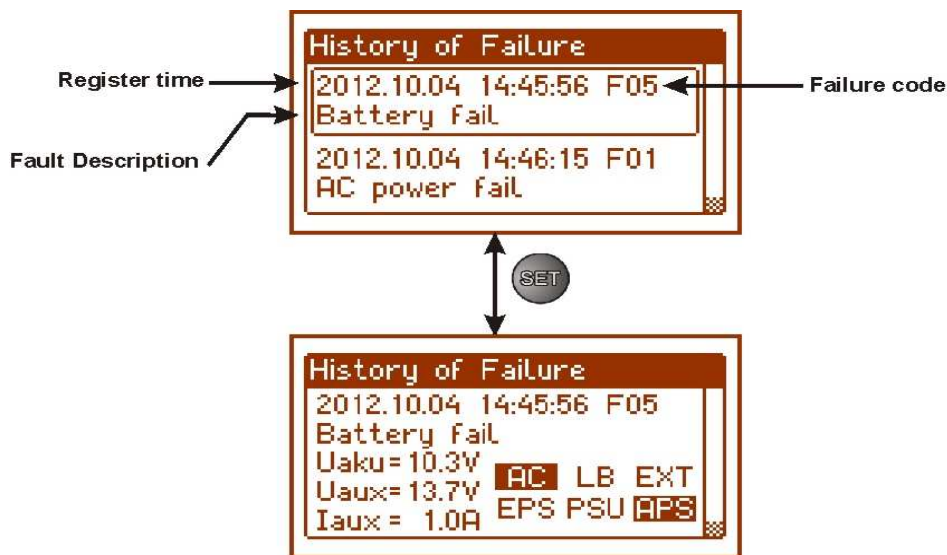 History of Failure
Register time
2012.10.04 14:45:56 F05
Failure code
Battery fail
Fault Description
2012.10.04 14:46:15 F01
AC power fail
SET
History of Failure
2012.10.04 14:45:56 F05
Battery fail
Uaku=10.3V
AC LB EXT
Uaux=13.7V
EPS PSU APS
Iaux = 1.0A